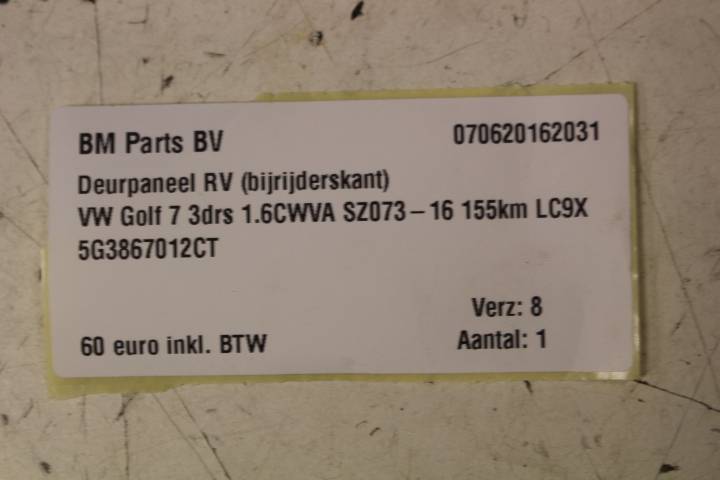 BM Parts BV 070620162031
Deurpaneel RV (bijrijderskant)
VW Golf 7 3drs 1.6CWVA SZ073-16 155km LC9X
5G3867012CT
Verz: 8
60 euro inkl. BTW Aantal: 1